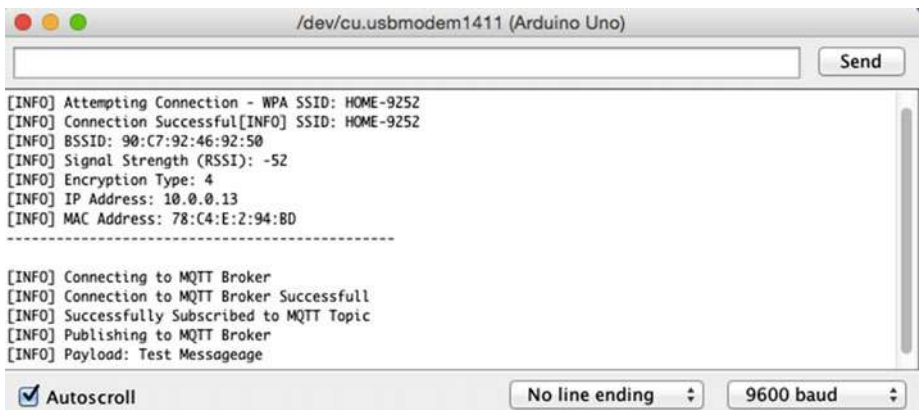 /dev/cu.usbmodem1411 (Arduino Uno)
Send
[INFO] Attempting Connection - WPA SSID: HOME-9252
[INFO] Connection Successful[INFO] SSID: HOME-9252
[INFO] BSSID: 90:C7:92:46:92:50
[INFO] Signal Strength (RSSI): -52
[INFO] Encryption Type: 4
[INFO] IP Address: 10.0.0.13
[INFO] MAC Address: 78:C4:E:2:94:BD
-----------------------------------------------
[INFO] Connecting to MQTT Broker
[INFO] Connection to MQTT Broker Successfull
[INFO] Successfully Subscribed to MQTT Topic
[INFO] Publishing to MQTT Broker
[INFO] Payload: Test Messageage
Autoscroll No line ending 9600 baud